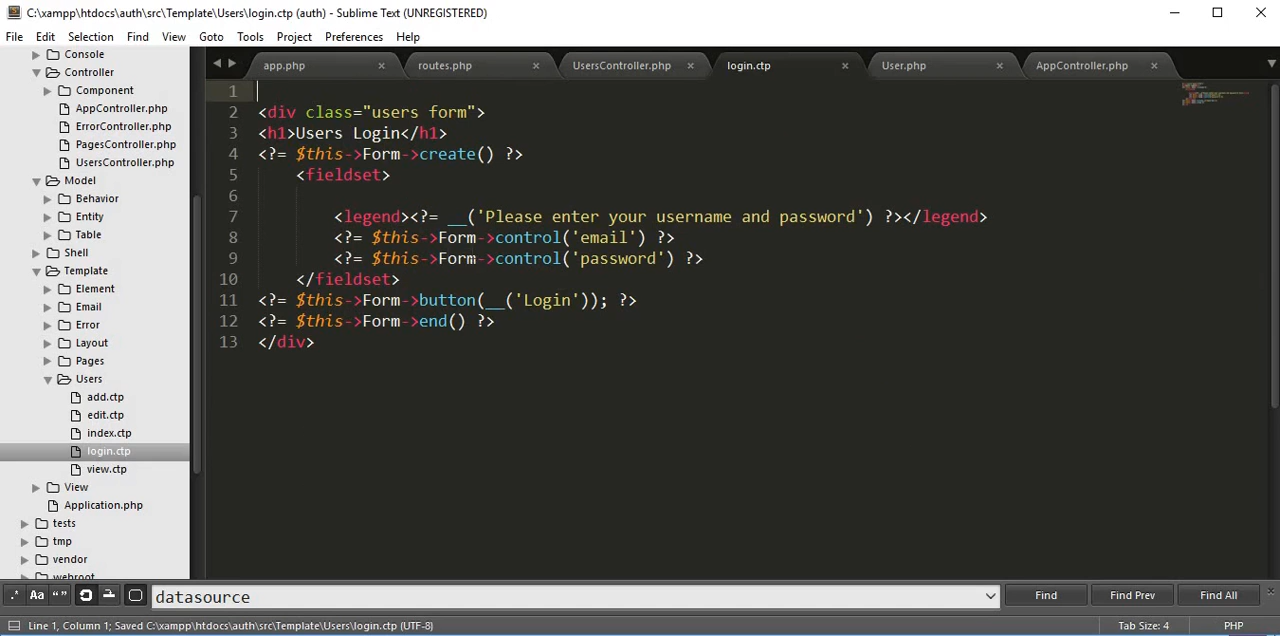 C:\xampp\htdocs\auth\src\Template\Users\login.ctp (auth) - Sublime Text (UNREGISTERED)
File Edit Selection Find View Goto Tools Project Preferences Help
Console
Controller
Component
AppController.php
ErrorController.php
PagesController.php
UsersController.php
Model
Behavior
Entity
Table
Shell
Template
Element
Email
Error
Layout
Pages
Users
add.ctp
edit.ctp
index.ctp
login.ctp
view.ctp
View
Application.php
tests
tmp
vendor
webroot
app.php routes.php UsersController.php login.ctp User.php AppController.php
1
2 <div class="users form">
3 <h1>Users Login</h1>
4 <?= $this->Form->create() ?>
5 <fieldset>
6
7 <legend><?= __('Please enter your username and password') ?></legend>
8 <?= $this->Form->control('email') ?>
9 <?= $this->Form->control('password') ?>
10 </fieldset>
11 <?= $this->Form->button(__('Login')); ?>
12 <?= $this->Form->end() ?>
13 </div>
.* Aa “” datasource Find Find Prev Find All
Line 1, Column 1; Saved C:\xampp\htdocs\auth\src\Template\Users\login.ctp (UTF-8) Tab Size: 4 PHP